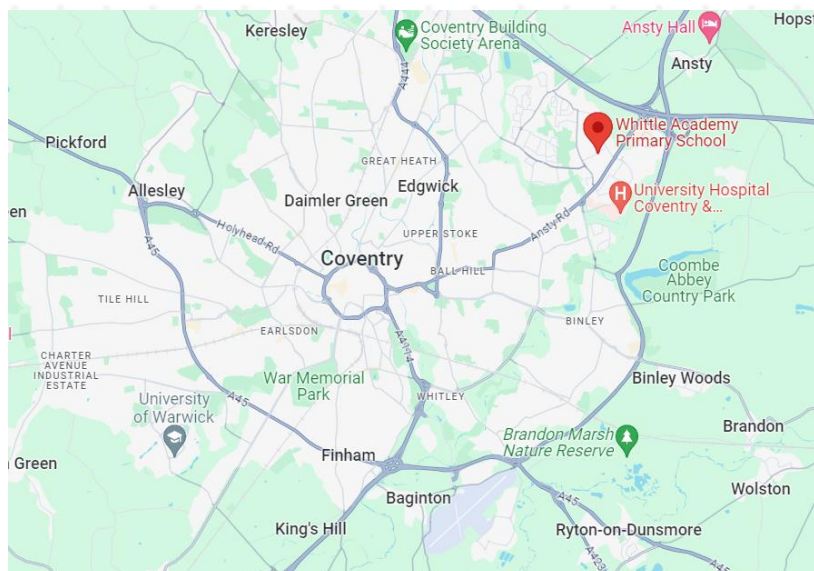 Keresley
Coventry Building
Society Arena
Ansty Hall
Hopst
Ansty
A444
Pickford
Whittle Academy
Primary School
GREAT HEATH
Edgwick
Allesley
Daimler Green
University Hospital
Coventry &...
een
Holyhead Rd
UPPER STOKE
Ansty Rd
A45
Coventry
BALL HILL
Coombe
Abbey
Country Park
TILE HILL
EARLSDON
BINLEY
A4114
CHARTER
AVENUE
INDUSTRIAL
ESTATE
War Memorial
Park
WHITLEY
Binley Woods
University
of Warwick
A45
Brandon
Brandon Marsh
Nature Reserve
Finham
n Green
Baginton
A45
Wolston
King's Hill
Ryton-on-Dunsmore
A45
A423